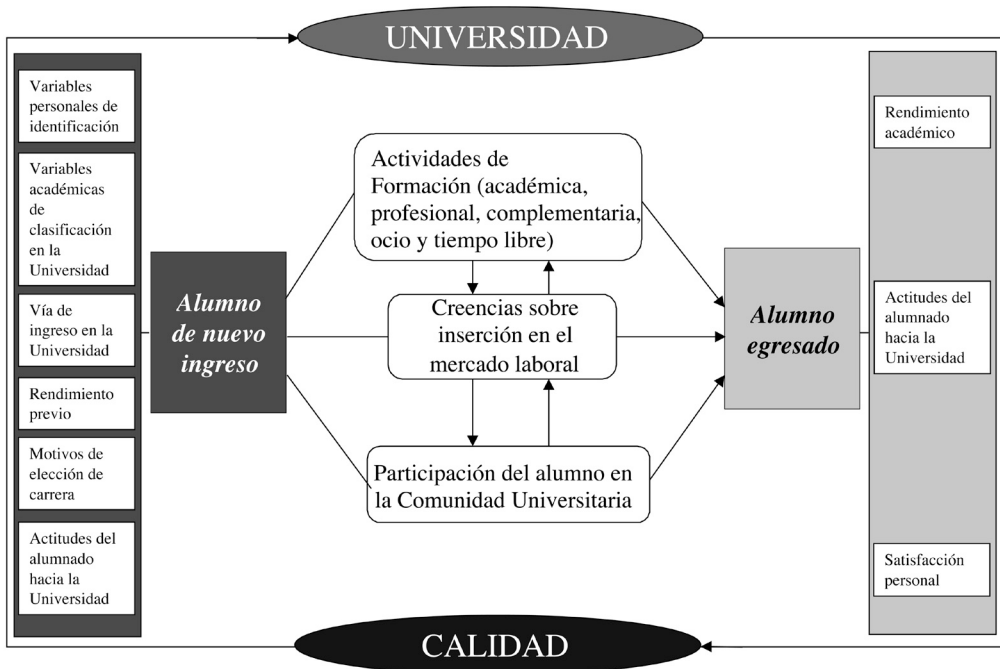 UNIVERSIDAD
Variables
personales de
identificación
Variables
académicas
de
clasificación
en la
Universidad
Vía de
ingreso en la
Universidad
Rendimiento
previo
Motivos de
elección de
carrera
Actitudes del
alumnado
hacia la
Universidad
Alumno
de nuevo
ingreso
Actividades de
Formación (académica,
profesional, complementaria,
ocio y tiempo libre)
Creencias sobre
inserción en el
mercado laboral
Participación del alumno en
la Comunidad Universitaria
Alumno
egresado
Rendimiento
académico
Actitudes del
alumnado
hacia la
Universidad
Satisfacción
personal
CALIDAD